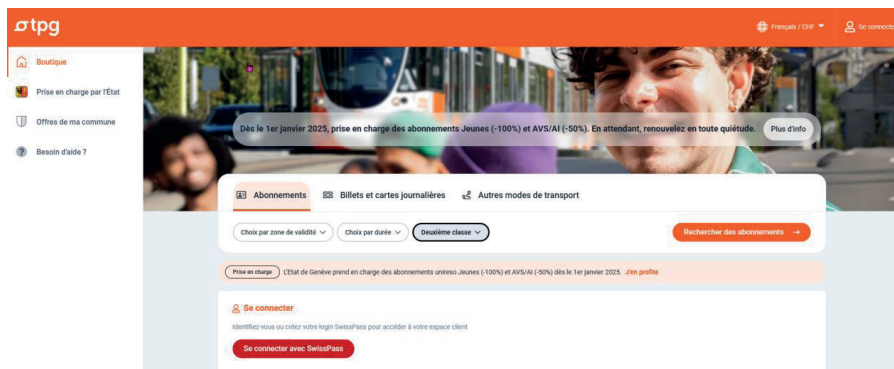 tpg
Français / CHF
Se connecte
Boutique
Prise en charge par l'État
Offres de ma commune
Besoin d'aide ?
Dès le 1er janvier 2025, prise en charge des abonnements Jeunes (-100%) et AVS/AI (-50%). En attendant, renouvelez en toute quiétude.
Plus d'info
Abonnements
Billets et cartes journalières
Autres modes de transport
Choix par zone de validité
Choix par durée
Deuxième classe
Rechercher des abonnements →
Prise en charge
L'Etat de Genève prend en charge des abonnements unireso Jeunes (-100%) et AVS/AI (-50%) dès le 1er janvier 2025. J'en profite
Se connecter
Identifiez-vous ou créez votre login SwissPass pour accéder à votre espace client
Se connecter avec SwissPass